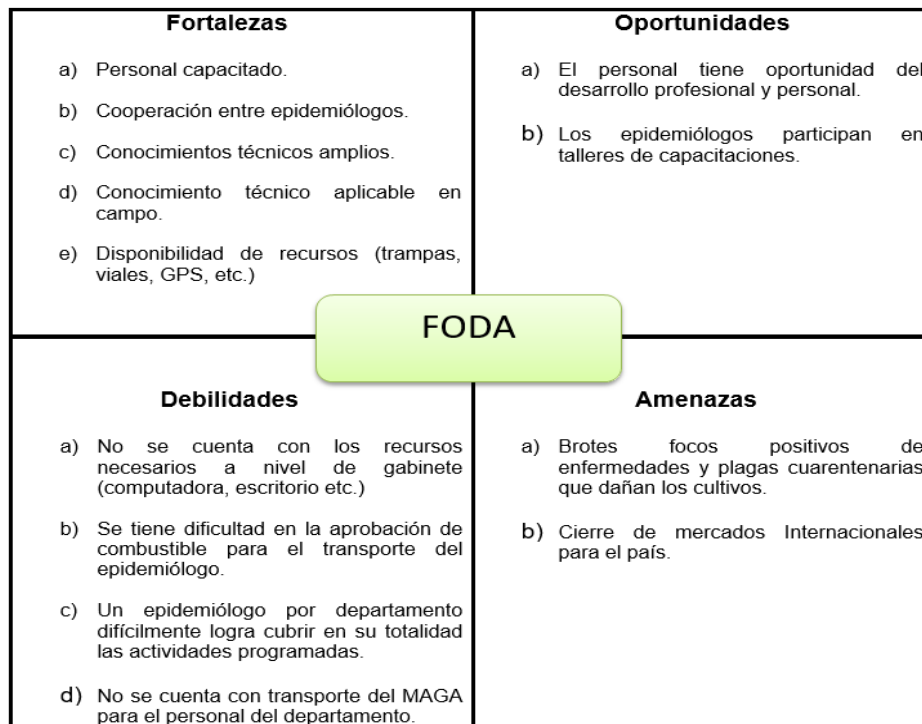 Fortalezas
a) Personal capacitado.
b) Cooperación entre epidemiólogos.
c) Conocimientos técnicos amplios.
d) Conocimiento técnico aplicable en
campo.
e) Disponibilidad de recursos (trampas,
viales, GPS, etc.)
Oportunidades
a) El personal tiene oportunidad del
desarrollo profesional y personal.
b) Los epidemiólogos participan en
talleres de capacitaciones.
FODA
Debilidades
a) No se cuenta con los recursos
necesarios a nivel de gabinete
(computadora, escritorio etc.)
b) Se tiene dificultad en la aprobación de
combustible para el transporte del
epidemiólogo.
c) Un epidemiólogo por departamento
difícilmente logra cubrir en su totalidad
las actividades programadas.
d) No se cuenta con transporte del MAGA
para el personal del departamento.
Amenazas
a) Brotes focos positivos de
enfermedades y plagas cuarentenarias
que dañan los cultivos.
b) Cierre de mercados Internacionales
para el país.